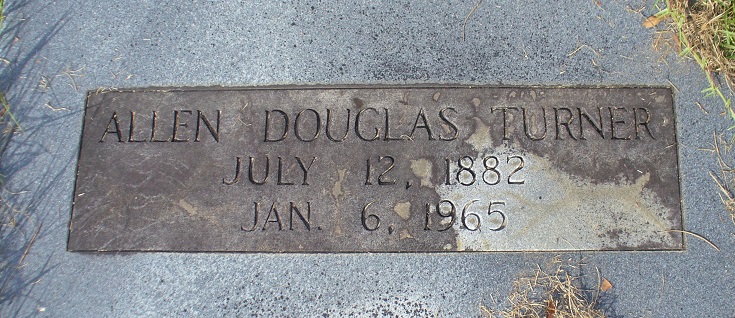 ALLEN DOUGLAS TURNER
JULY 12, 1882
JAN. 6, 1965